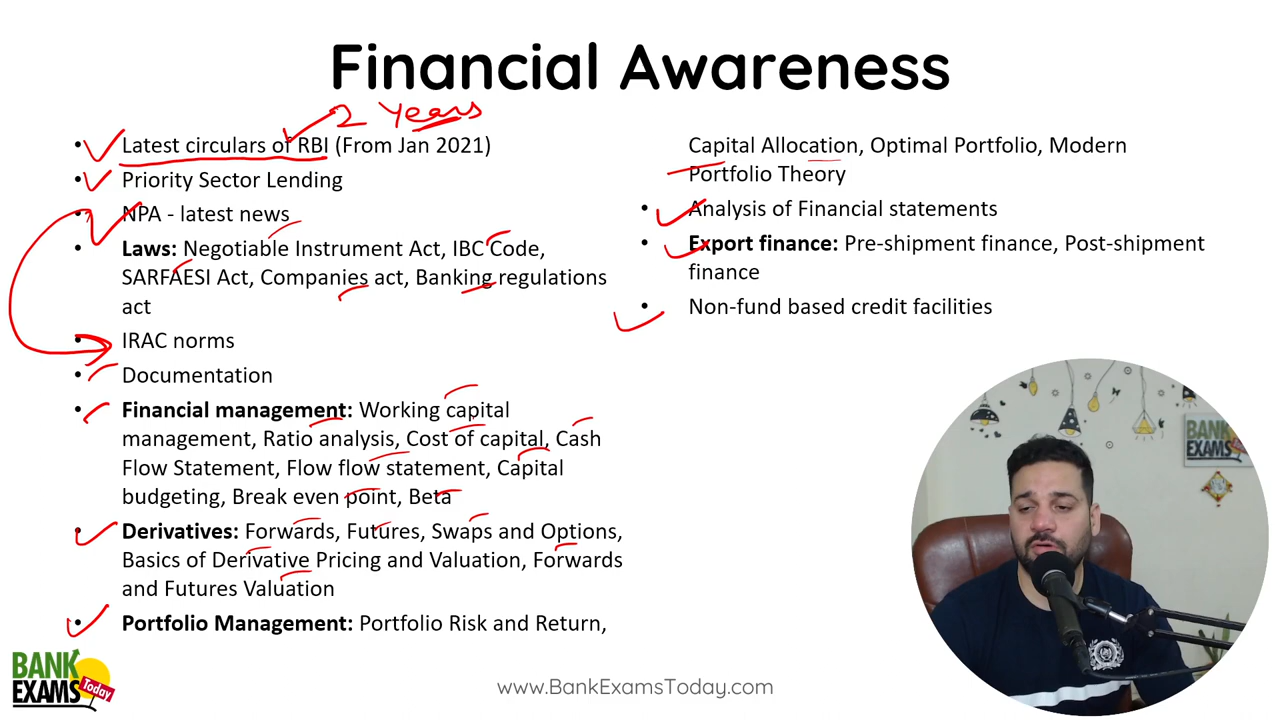 Financial Awareness
2 Years
• Latest circulars of RBI (From Jan 2021)
• Priority Sector Lending
• NPA - latest news
• Laws: Negotiable Instrument Act, IBC Code,
SARFAESI Act, Companies act, Banking regulations
act
• IRAC norms
• Documentation
• Financial management: Working capital
management, Ratio analysis, Cost of capital, Cash
Flow Statement, Flow flow statement, Capital
budgeting, Break even point, Beta
• Derivatives: Forwards, Futures, Swaps and Options,
Basics of Derivative Pricing and Valuation, Forwards
and Futures Valuation
• Portfolio Management: Portfolio Risk and Return,
Capital Allocation, Optimal Portfolio, Modern
Portfolio Theory
• Analysis of Financial statements
• Export finance: Pre-shipment finance, Post-shipment
finance
• Non-fund based credit facilities
BANK
EXAMS
BANK
EXAMS
Today
www.BankExamsToday.com